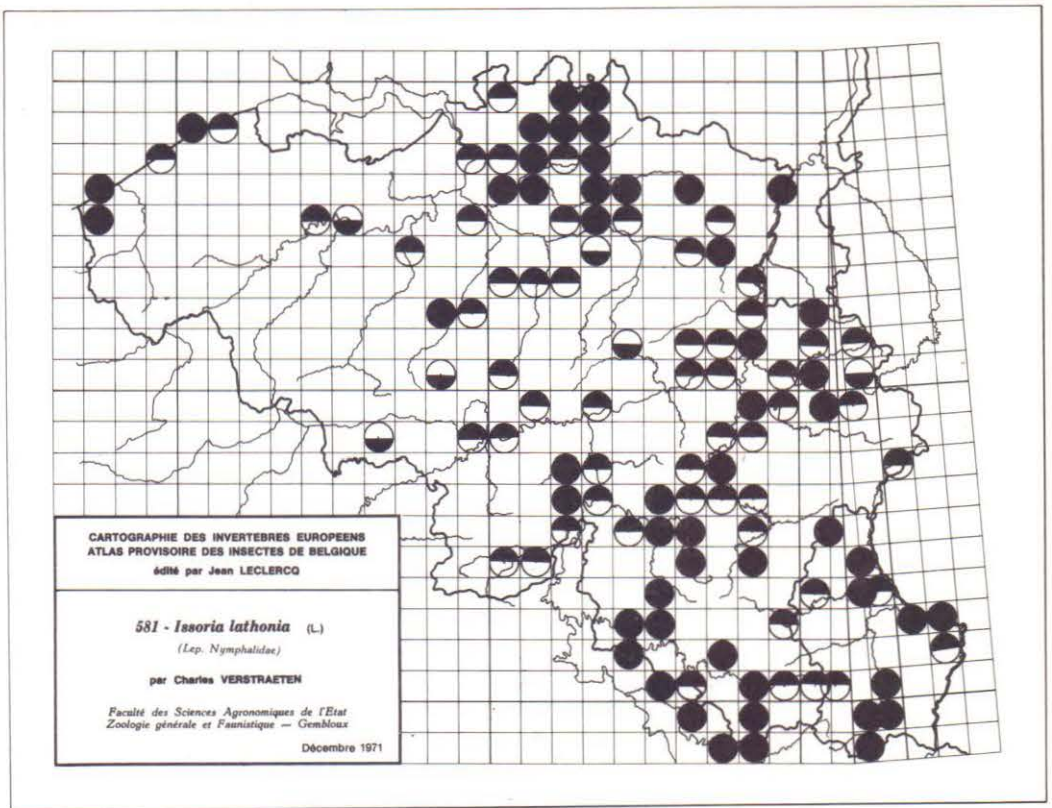 CARTOGRAPHIE DES INVERTEBRES EUROPEENS
ATLAS PROVISOIRE DES INSECTES DE BELGIQUE
édité par Jean LECLERCQ
581 - Issoria lathonia (L.)
(Lep. Nymphalidae)
par Charles VERSTRAETEN
Faculté des Sciences Agronomiques de l'Etat
Zoologie générale et Faunistique — Gembloux
Décembre 1971